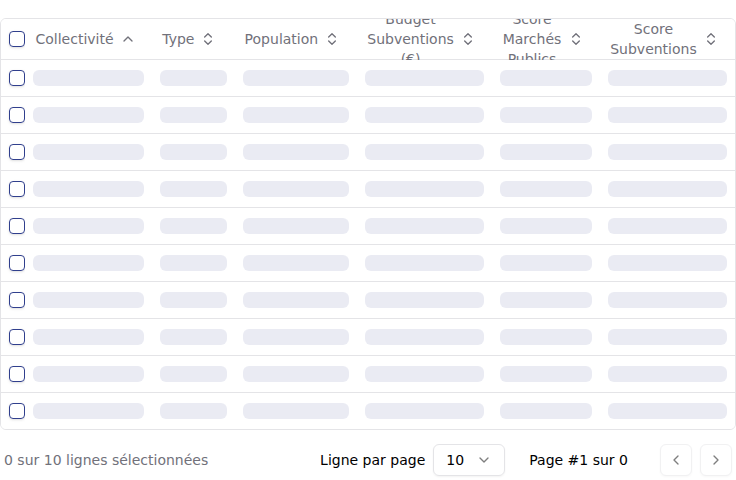 Collectivité
Type
Population
Budget
Subventions
(€)
Score
Marchés
Publics
Score
Subventions
0 sur 10 lignes sélectionnées
Ligne par page
10
Page #1 sur 0